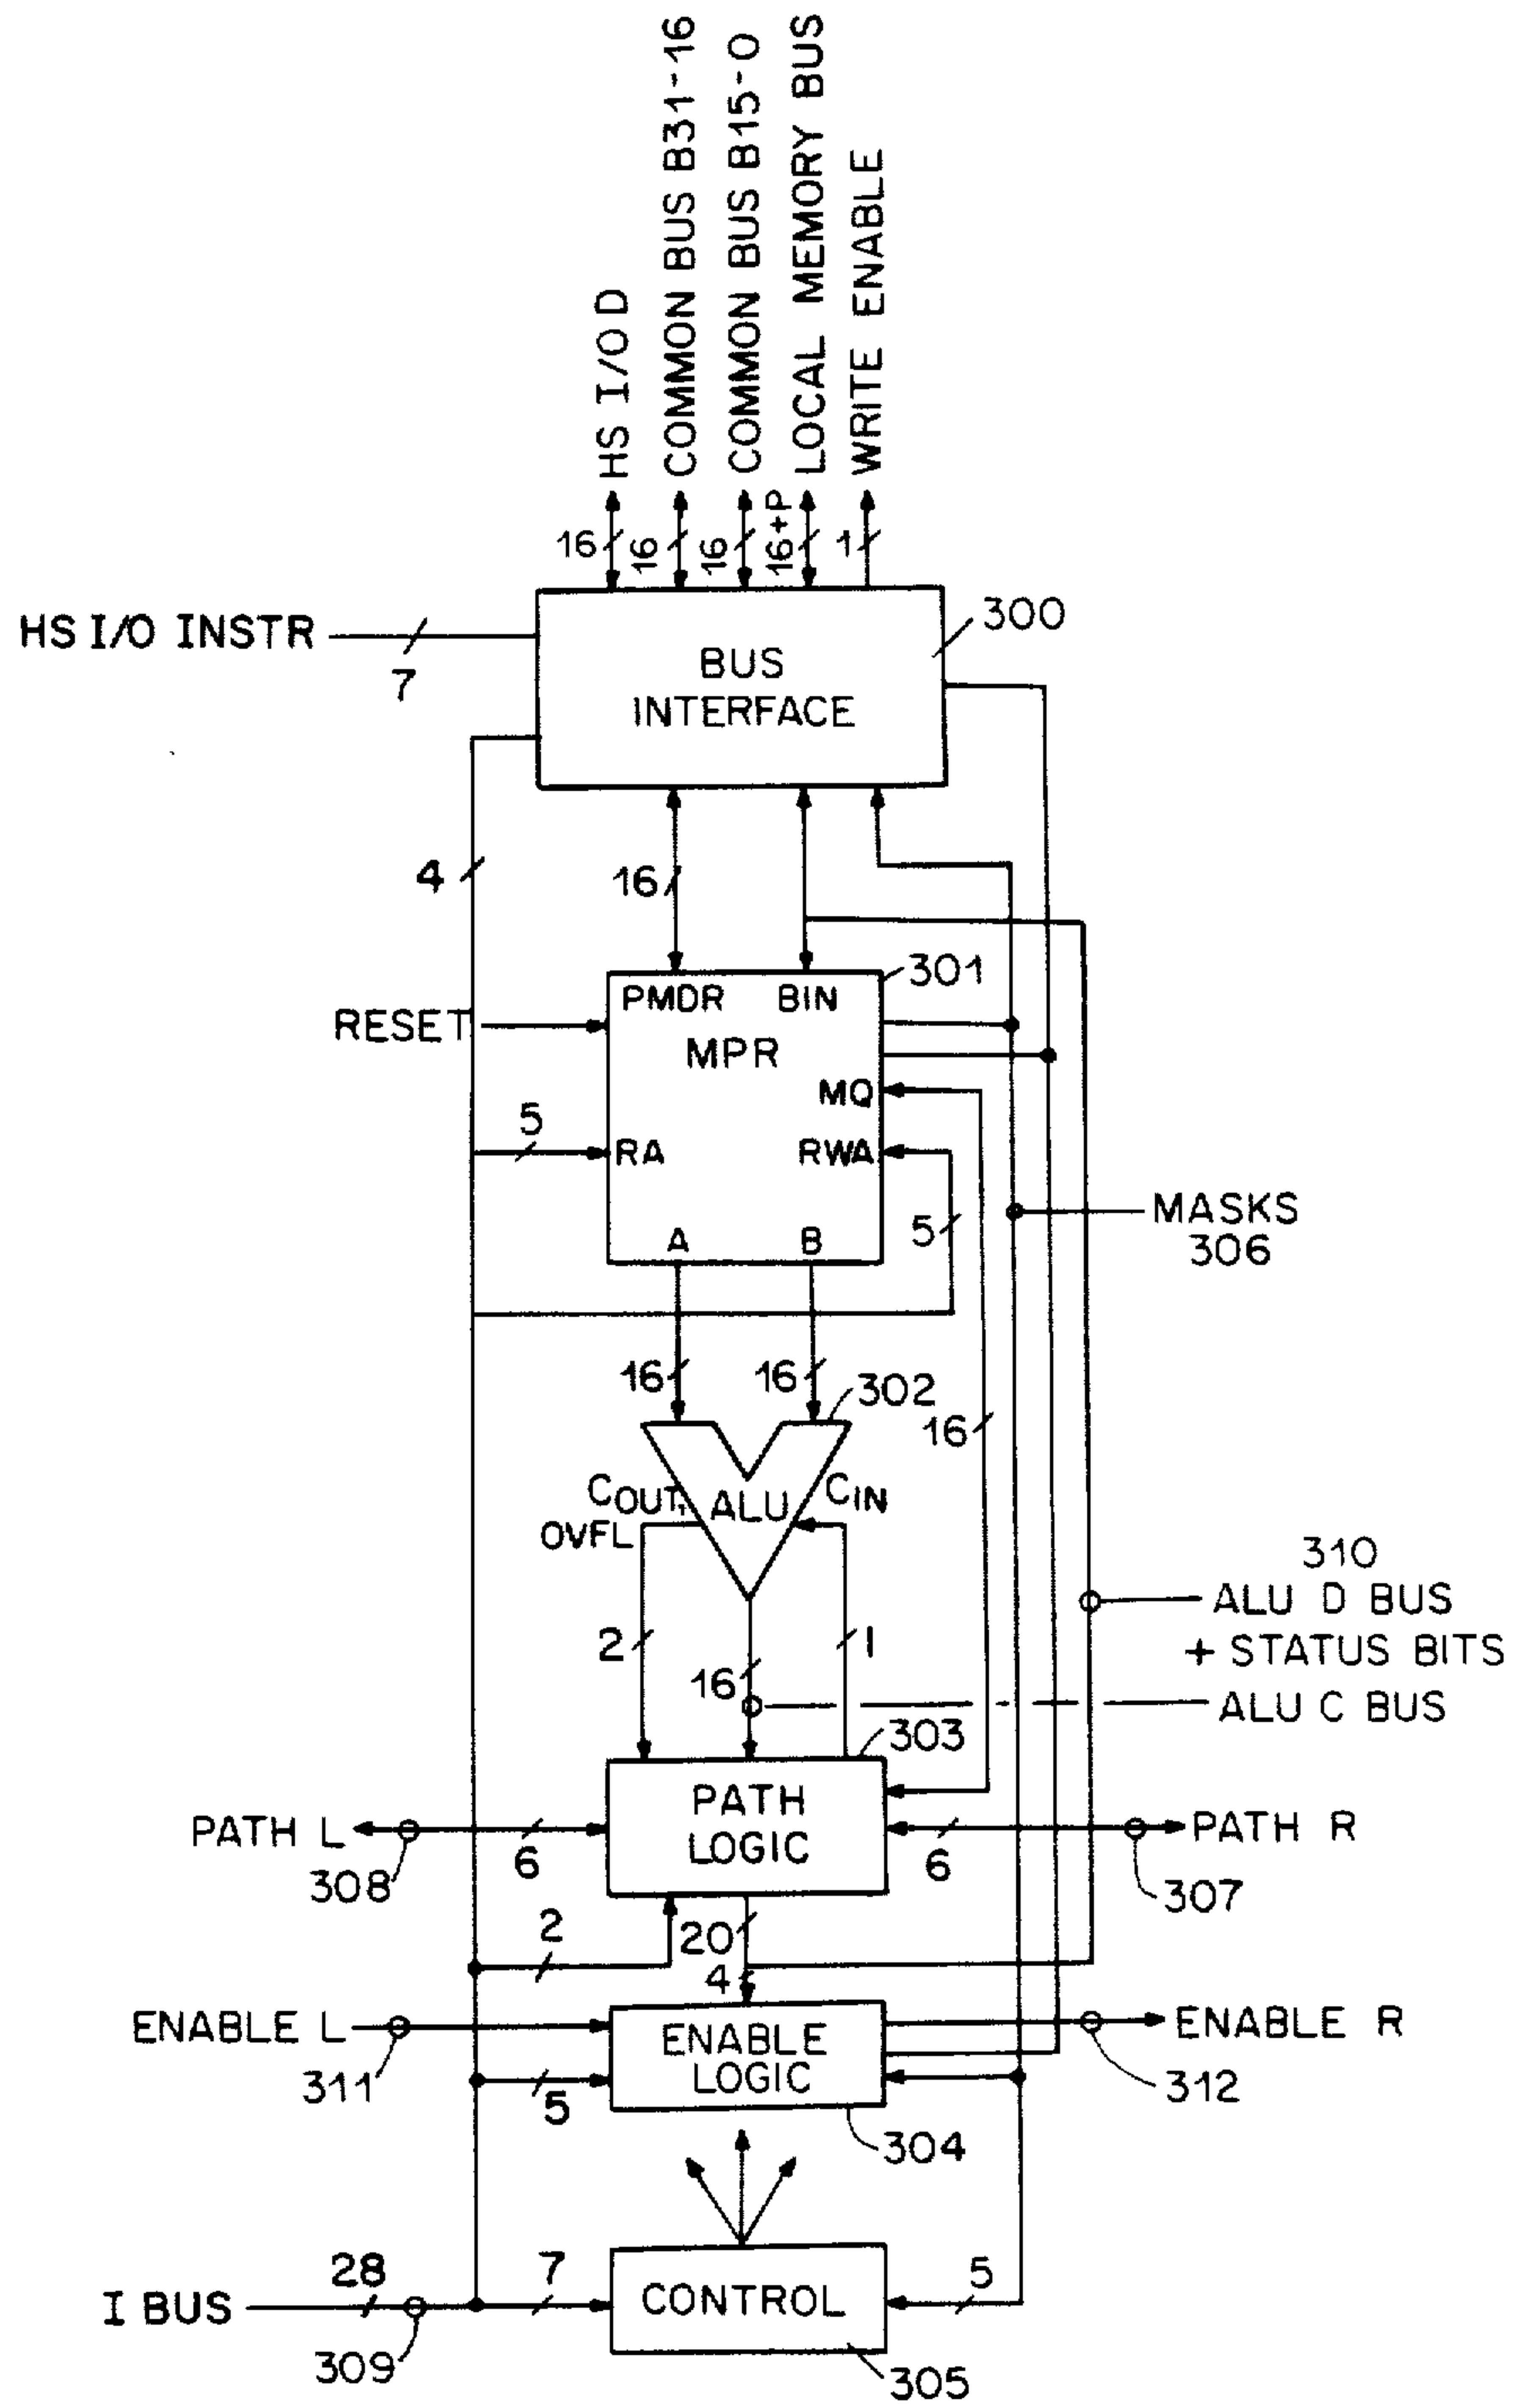 HS I/O D
COMMON BUS B31-16
COMMON BUS B15-0
LOCAL MEMORY BUS
WRITE ENABLE
16
16
16
16+P
1
HS I/O INSTR
7
300
BUS
INTERFACE
4
16
301
PMDR BIN
RESET
MPR
MQ
5
RA RWA
5
MASKS
306
A B
16 16
302
16
COUT,
OVFL
ALU
CIN
310
ALU D BUS
+ STATUS BITS
2
16
1
ALU C BUS
303
PATH
LOGIC
PATH L
308
6
6
PATH R
307
2
20
4
ENABLE L
311
ENABLE
LOGIC
ENABLE R
312
5
304
I BUS
28
309
7
CONTROL
5
305